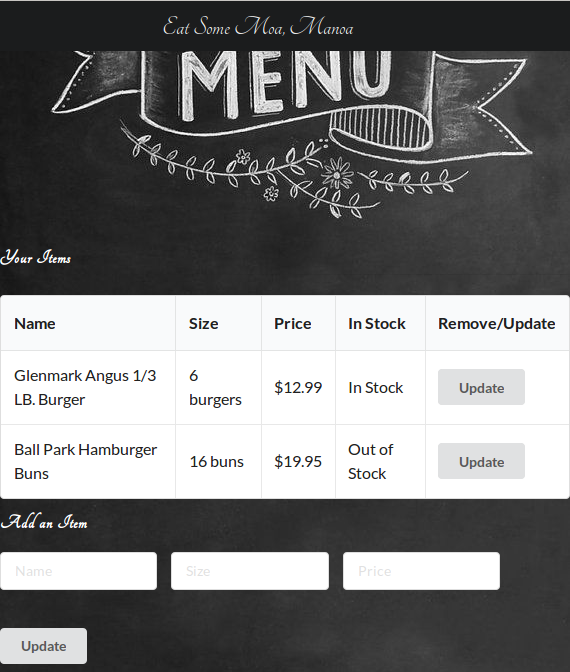 Eat Some Moa, Manoa
MENU
Your Items
Name Size Price In Stock Remove/Update
Glenmark Angus 1/3 LB. Burger 6 burgers $12.99 In Stock Update
Ball Park Hamburger Buns 16 buns $19.95 Out of Stock Update
Add an Item
Name Size Price
Update